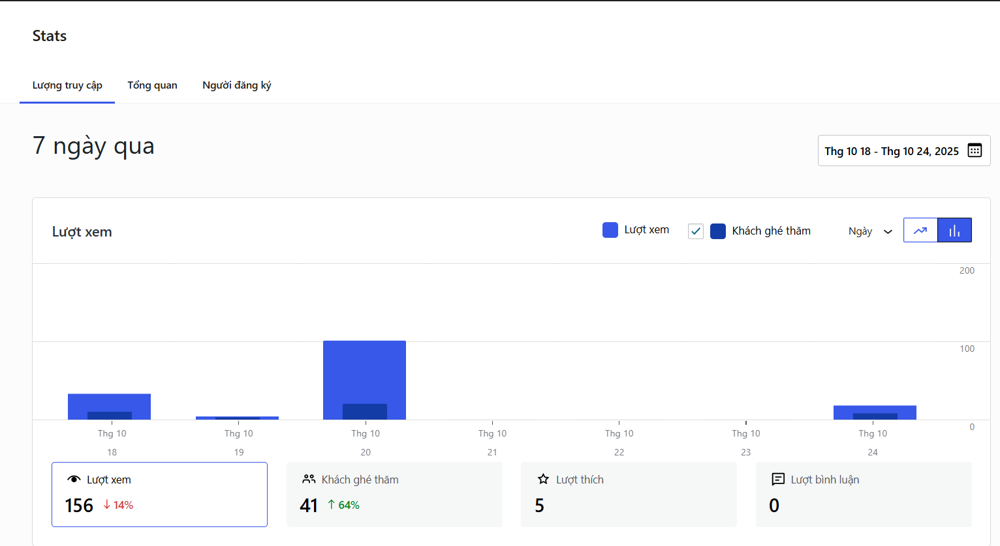 Stats
Lượng truy cập Tổng quan Người đăng ký
7 ngày qua
Thg 10 18 - Thg 10 24, 2025
Lượt xem
Lượt xem Khách ghé thăm Ngày
200
100
0
Thg 10 Thg 10 Thg 10 Thg 10 Thg 10 Thg 10 Thg 10
18 19 20 21 22 23 24
Lượt xem Khách ghé thăm Lượt thích Lượt bình luận
156 ↓ 14% 41 ↑ 64% 5 0